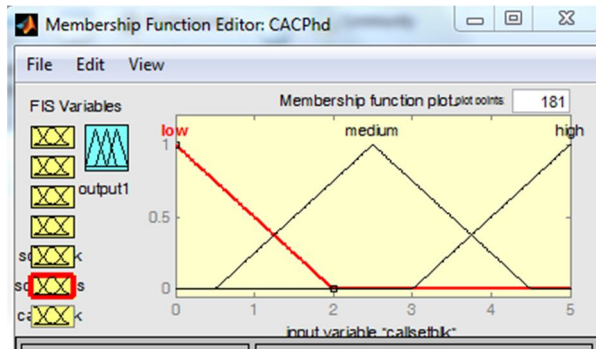 Membership Function Editor: CACPhd
File Edit View
FIS Variables
Membership function plots
plot points:
181
low
medium
high
1
0.5
0
output1
0 1 2 3 4 5
input variable "callsetblk"